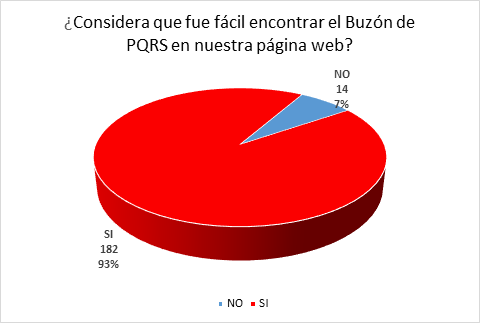 ¿Considera que fue fácil encontrar el Buzón de
PQRS en nuestra página web?
NO
14
7%
SI
182
93%
NO SI